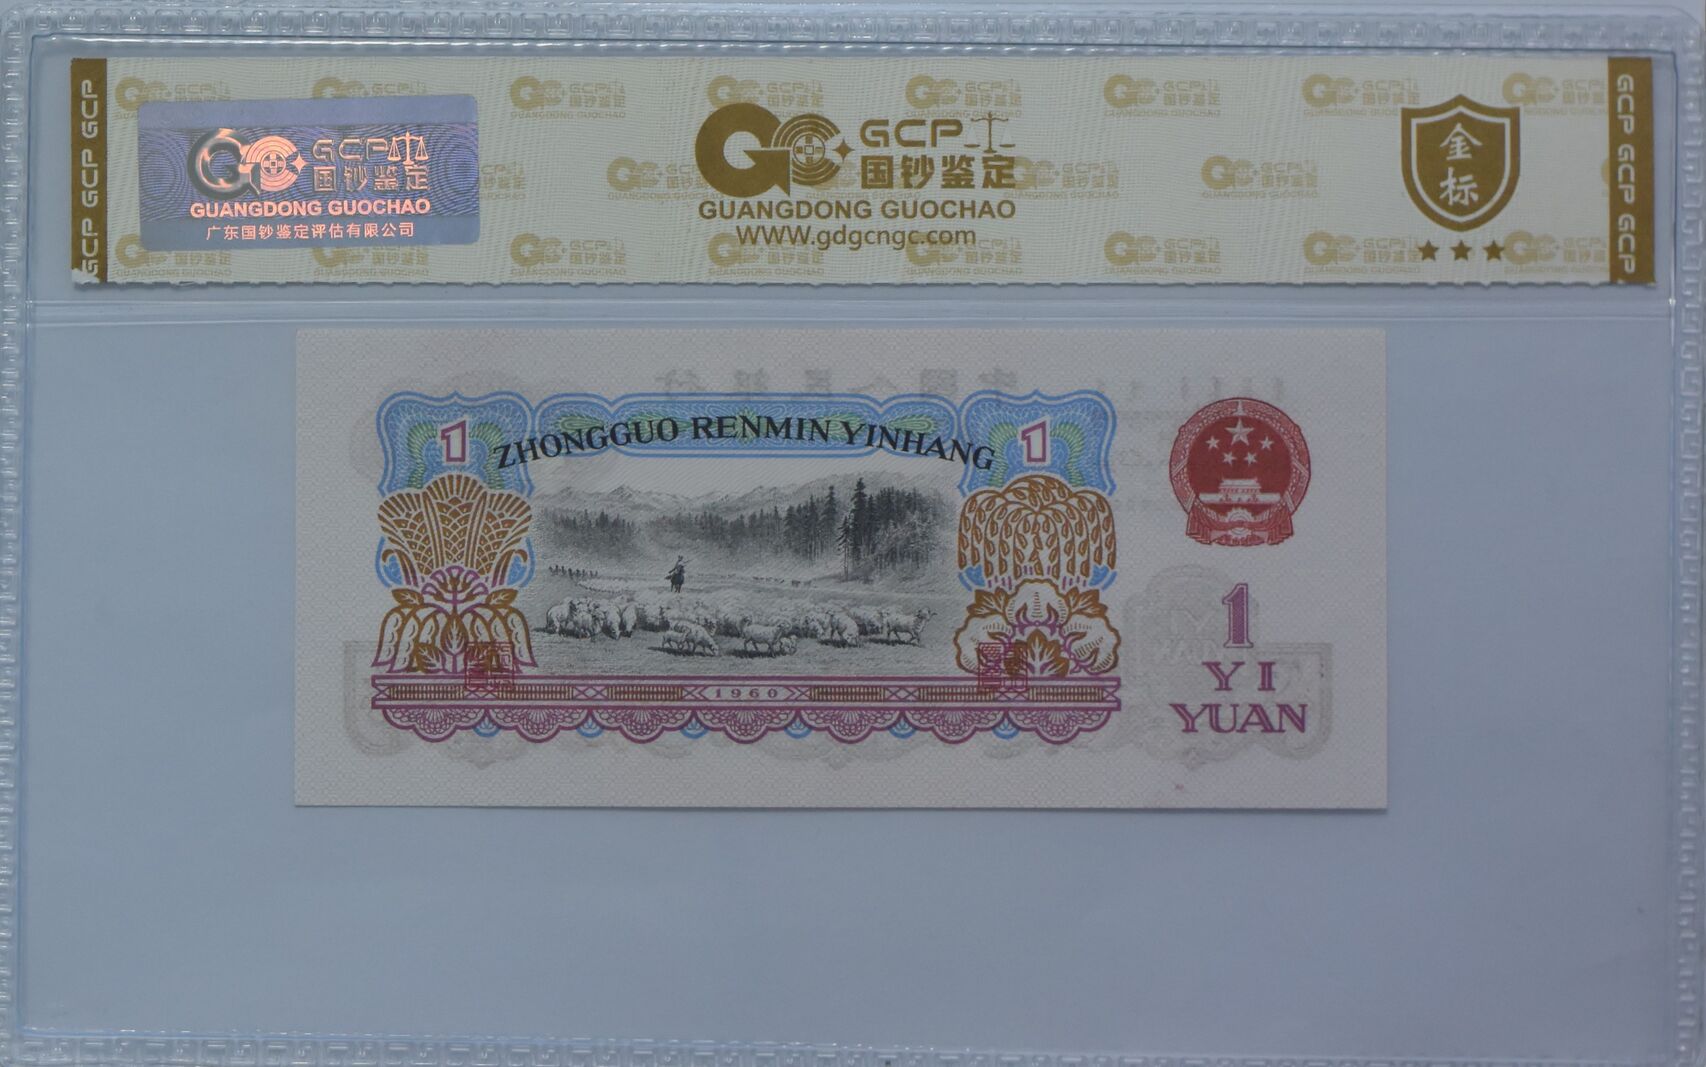 GCP GCP GCP
GCP
国钞鉴定
GUANGDONG GUOCHAO
广东国钞鉴定评估有限公司
GCP
国钞鉴定
GUANGDONG GUOCHAO
WWW.gdgcngc.com
金
标
GCP GCP GCP
ZHONGGUO RENMIN YINHANG
1
1
1960
1
YI
YUAN